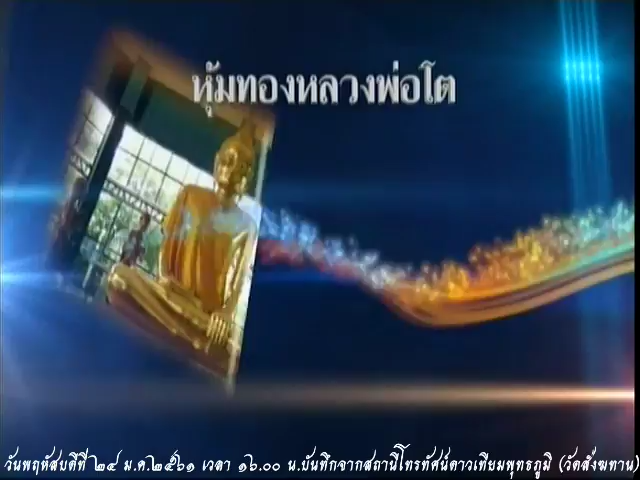 หุ้มทองหลวงพ่อโต
วันพฤหัสบดีที่ ๒๔ ม.ค.๒๕๖๑ เวลา ๑๖.๐๐ น.บันทึกจากสถานีโทรทัศน์ดาวเทียมพุทธภูมิ (วัดสังฆทาน)